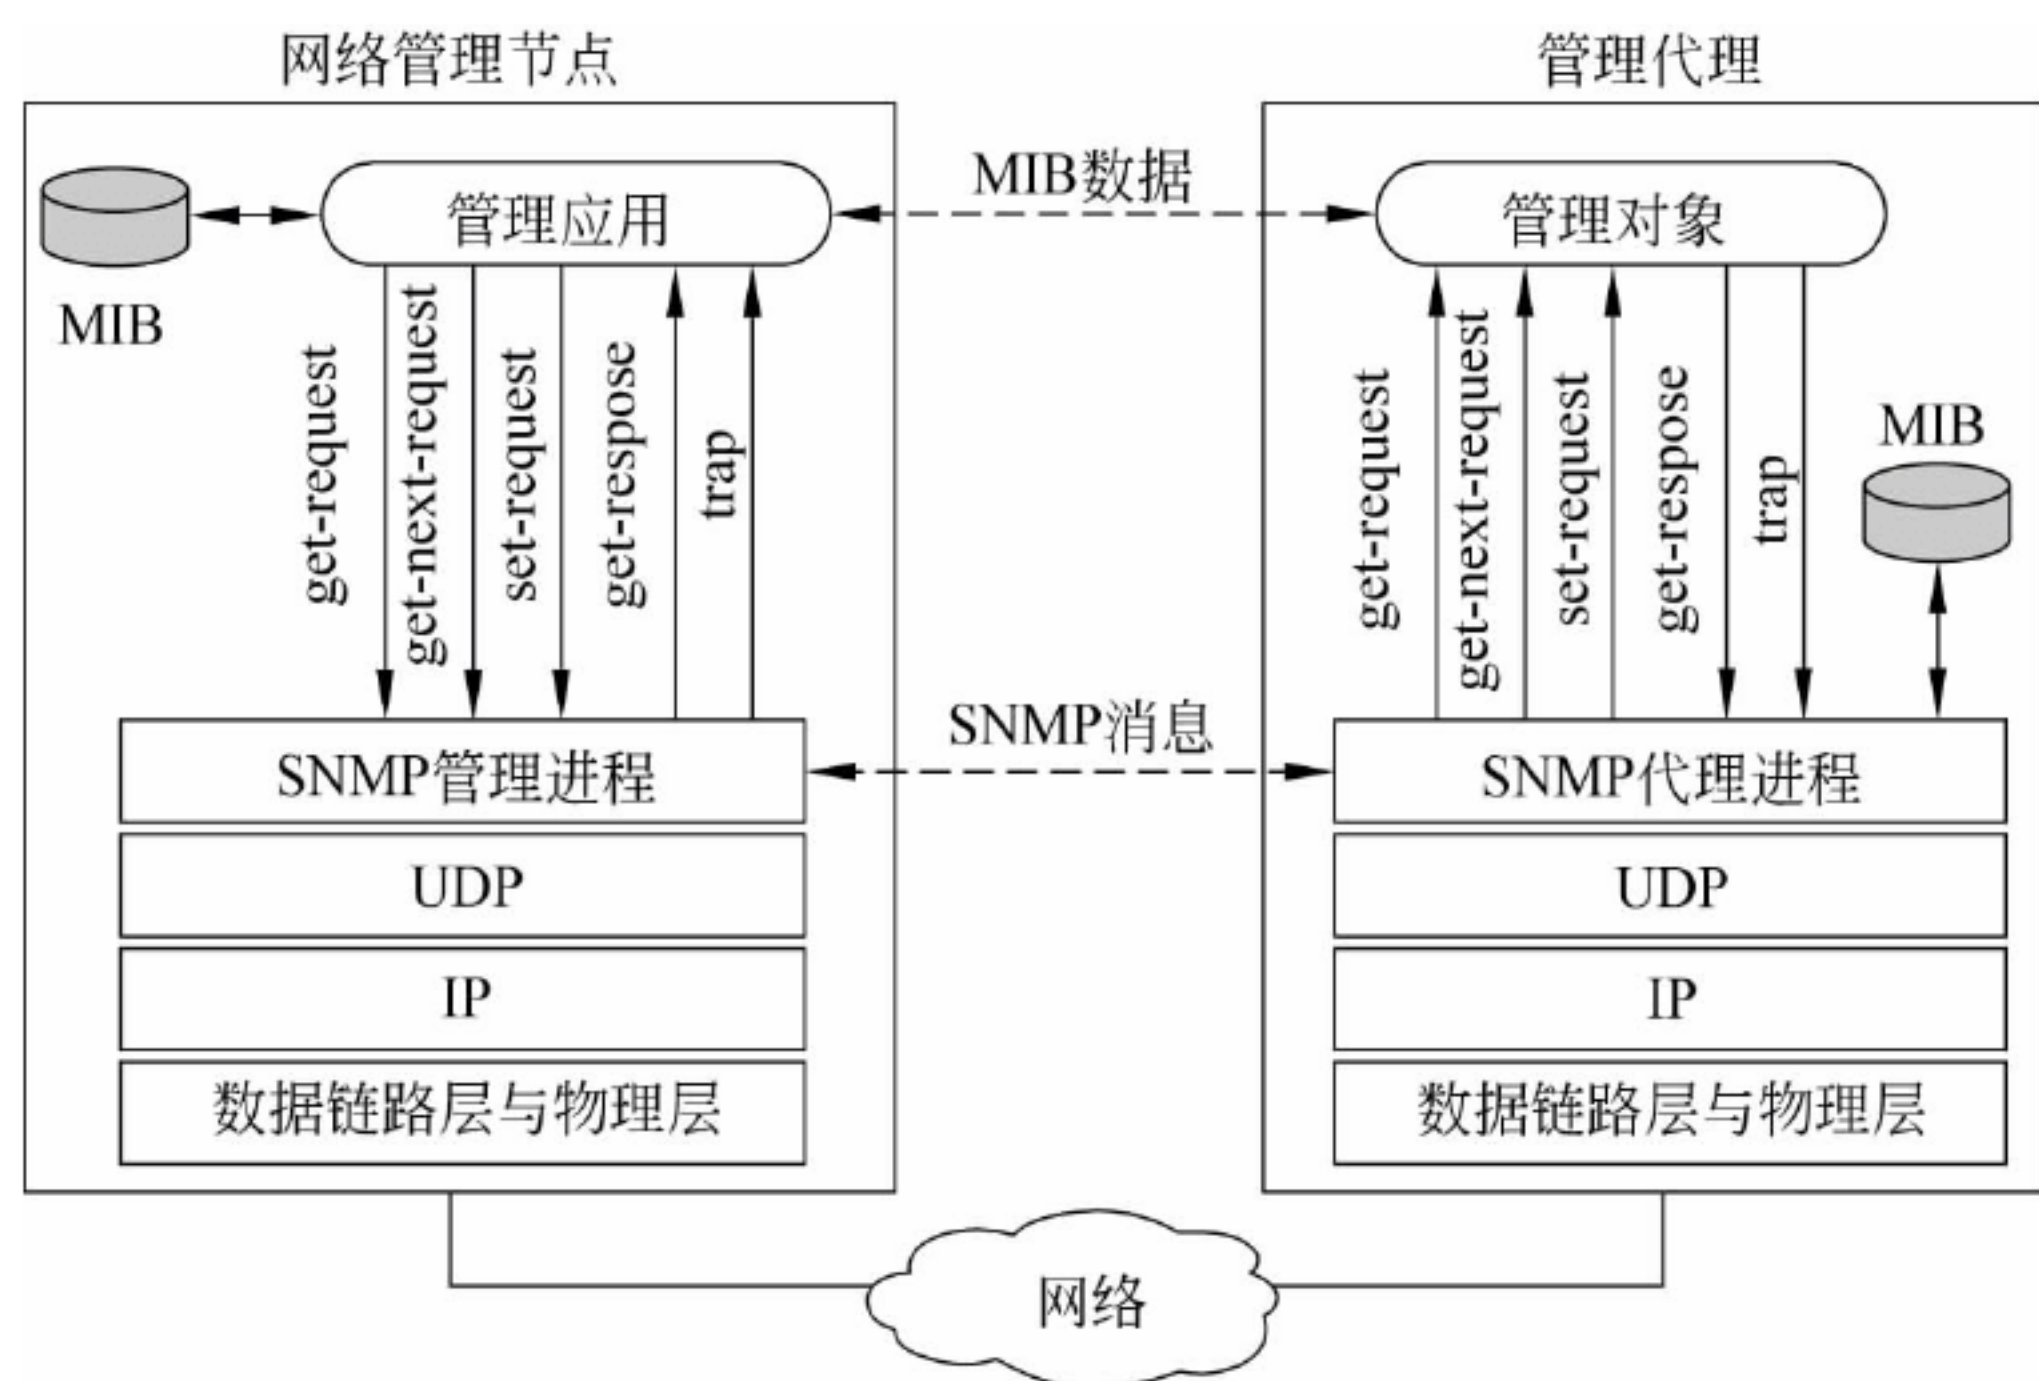 网络管理节点
管理代理
MIB数据
管理应用
管理对象
MIB
get-request
get-next-request
set-request
get-respose
trap
get-request
get-next-request
set-request
get-respose
trap
MIB
SNMP消息
SNMP管理进程
SNMP代理进程
UDP
UDP
IP
IP
数据链路层与物理层
数据链路层与物理层
网络